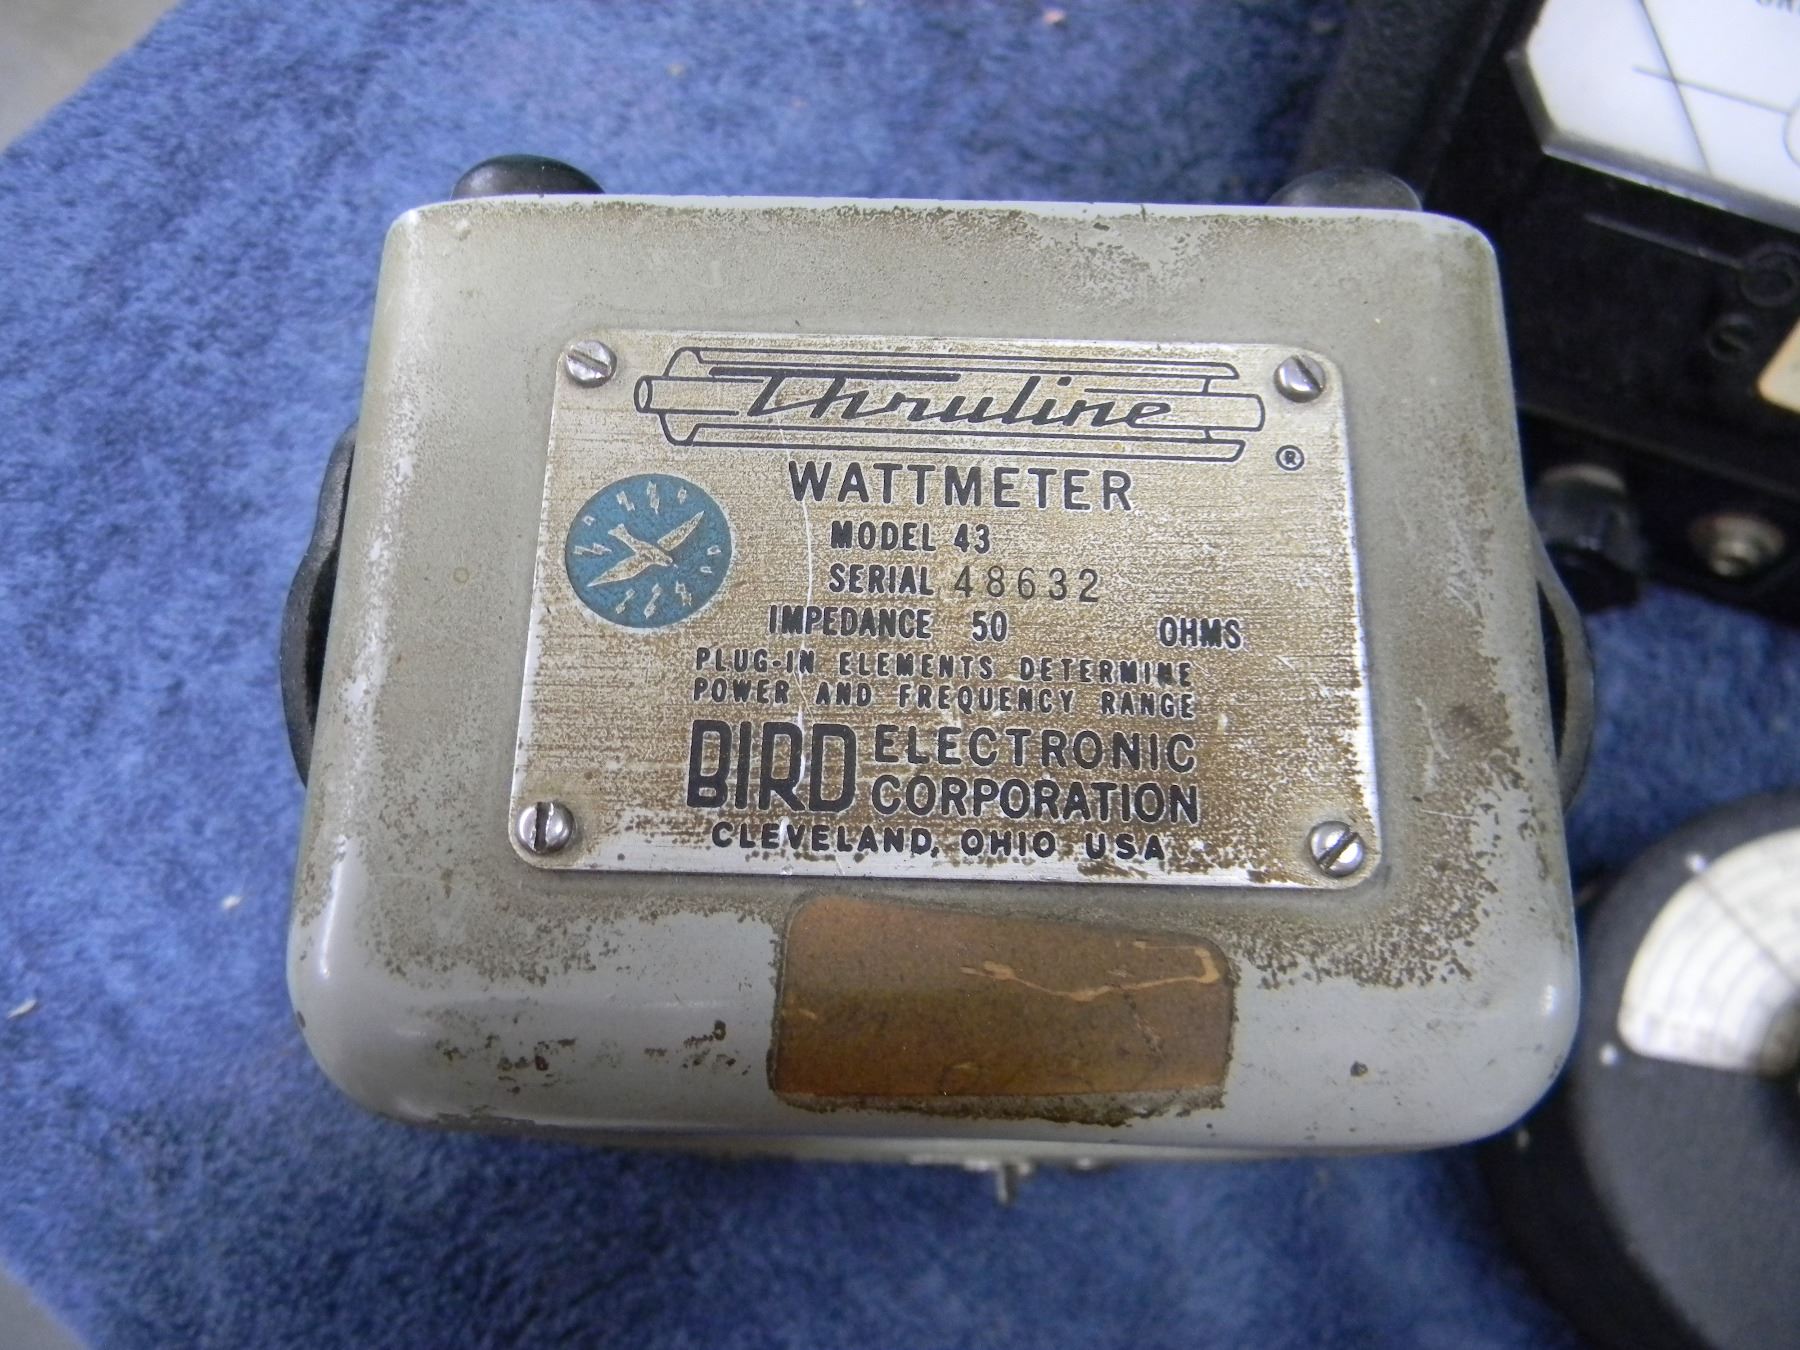 Thruline
®
WATTMETER
MODEL 43
SERIAL 48632
IMPEDANCE 50 OHMS
PLUG-IN ELEMENTS DETERMINE
POWER AND FREQUENCY RANGE
BIRD ELECTRONIC
CORPORATION
CLEVELAND, OHIO USA